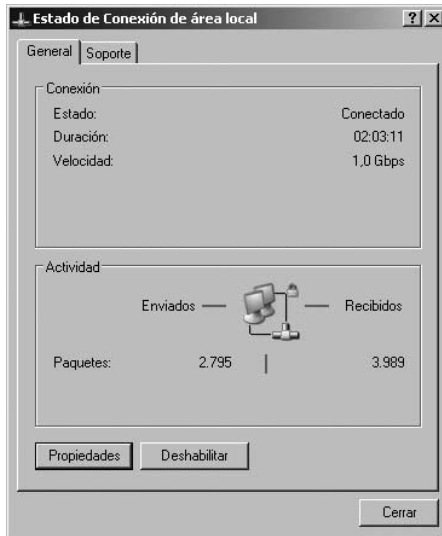 Estado de Conexión de área local
General Soporte
Conexión
Estado: Conectado
Duración: 02:03:11
Velocidad: 1,0 Gbps
Actividad
Enviados Recibidos
Paquetes: 2.795 3.989
Propiedades Deshabilitar
Cerrar